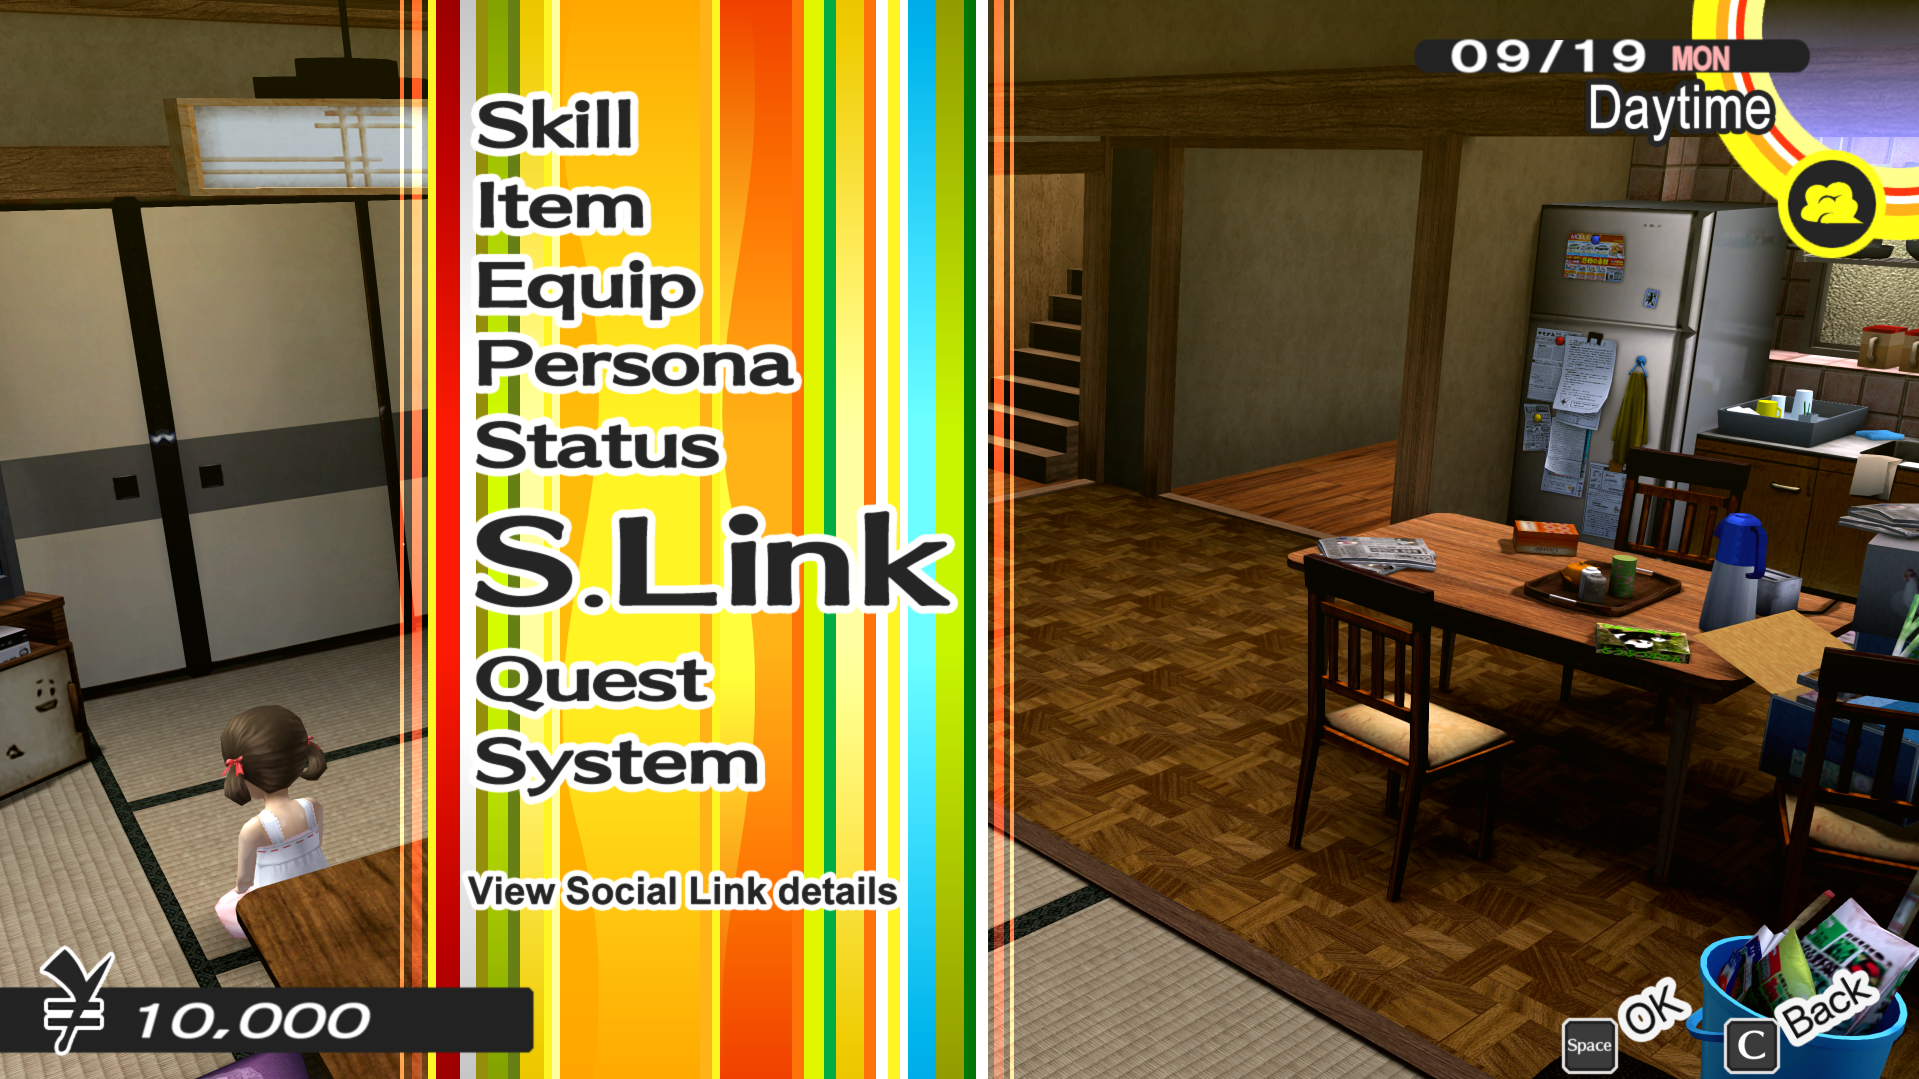 09/19 MON
Daytime
Skill
Item
Equip
Persona
Status
S.Link
Quest
System
View Social Link details
¥ 10,000
Space OK
C Back